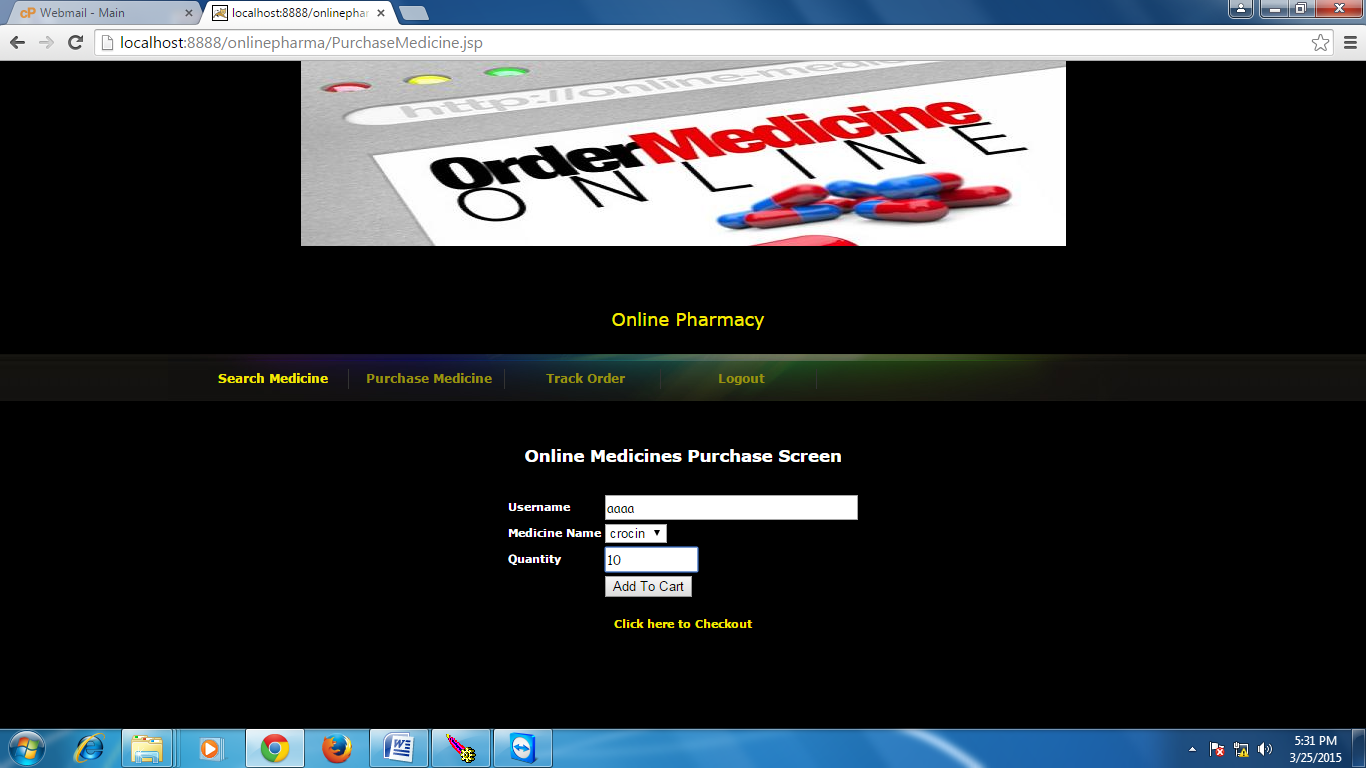 cP Webmail - Main
localhost:8888/onlinephar
localhost:8888/onlinepharma/PurchaseMedicine.jsp
http://online-medic
OrderMedicine
ONLINE
Online Pharmacy
Search Medicine Purchase Medicine Track Order Logout
Online Medicines Purchase Screen
Username aaaa
Medicine Name crocin
Quantity 10
Add To Cart
Click here to Checkout
5:31 PM
3/25/2015